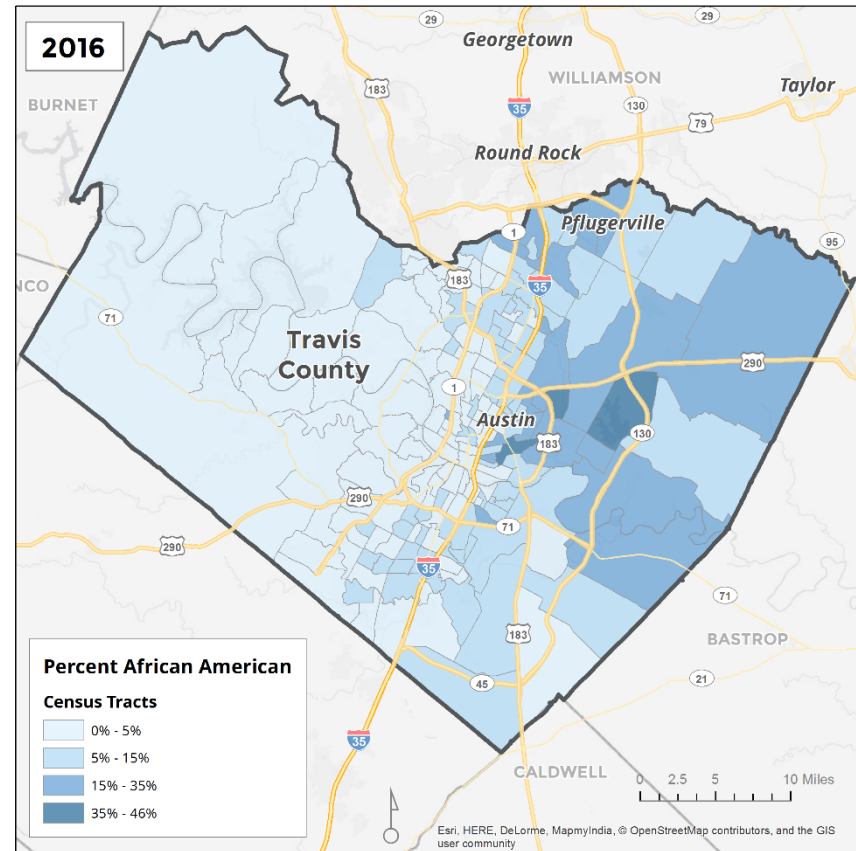 2016
29
29
Georgetown
WILLIAMSON
183
Taylor
BURNET
35
130
79
Round Rock
Pflugerville
1
95
183
35
NCO
71
Travis
County
290
1
Austin
183
130
290
71
290
35
71
183
BASTROP
45
21
35
CALDWELL
Percent African American
Census Tracts
0% - 5%
5% - 15%
15% - 35%
35% - 46%
0 2.5 5 10 Miles
Esri, HERE, DeLorme, MapmyIndia, © OpenStreetMap contributors, and the GIS
user community